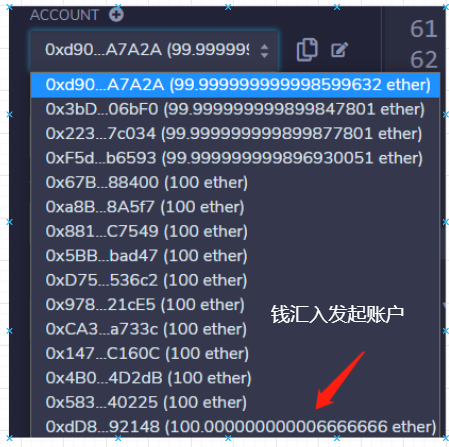 ACCOUNT
61
0xd90...A7A2A (99.999999
62
0xd90...A7A2A (99.999999999998599632 ether)
0x3bD...06bF0 (99.9999999999899847801 ether)
0x223...7c034 (99.999999999899877801 ether)
0xF5d...b6593 (99.999999999896930051 ether)
0x67B...88400 (100 ether)
0xa8B...8A5f7 (100 ether)
0x881...C7549 (100 ether)
0x5BB...bad47 (100 ether)
0xD75...536c2 (100 ether)
0x978...21cE5 (100 ether)
0xCA3...a733c (100 ether)
0x147...C160C (100 ether)
0x4B0...4D2dB (100 ether)
0x583...40225 (100 ether)
0xdD8...92148 (100.000000000006666666 ether)
钱汇入发起账户